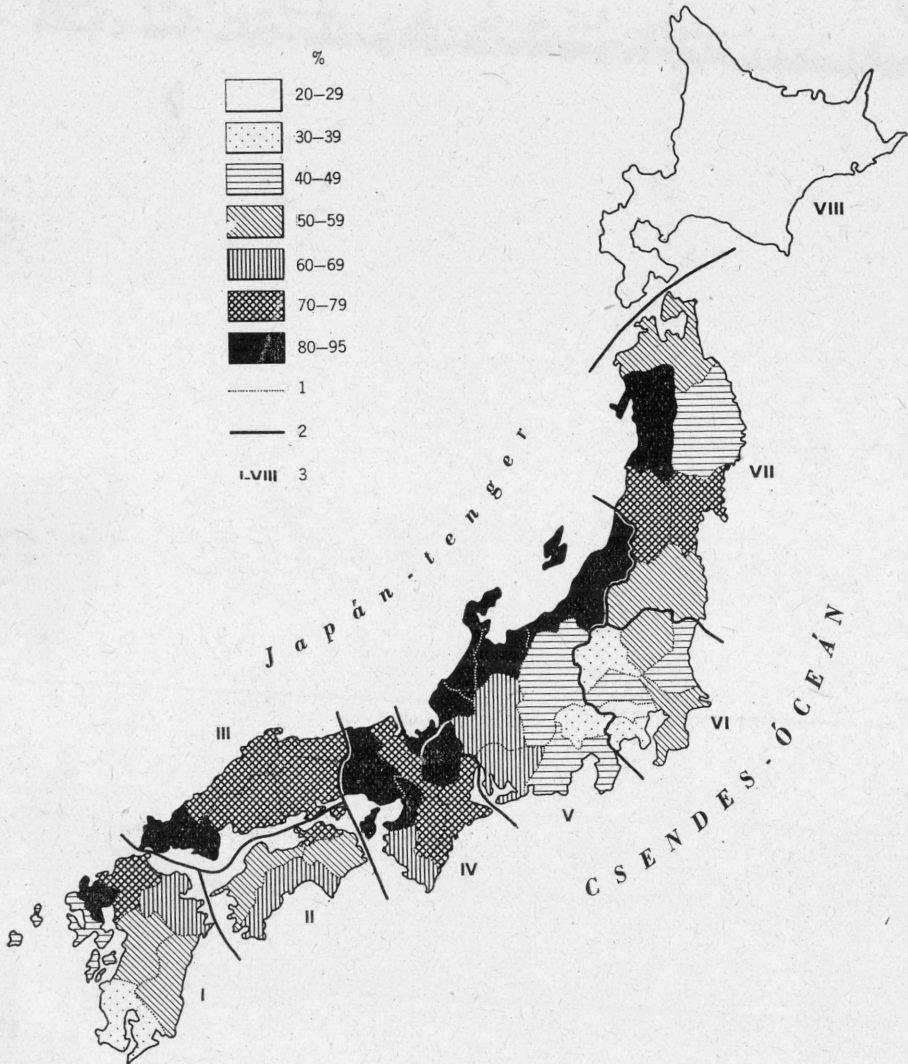 %
20–29
30–39
40–49
50–59
60–69
70–79
80–95
1
2
I–VIII 3
VIII
VII
Japán-tenger
CSENDES-ÓCEÁN
VI
III
V
IV
II
I